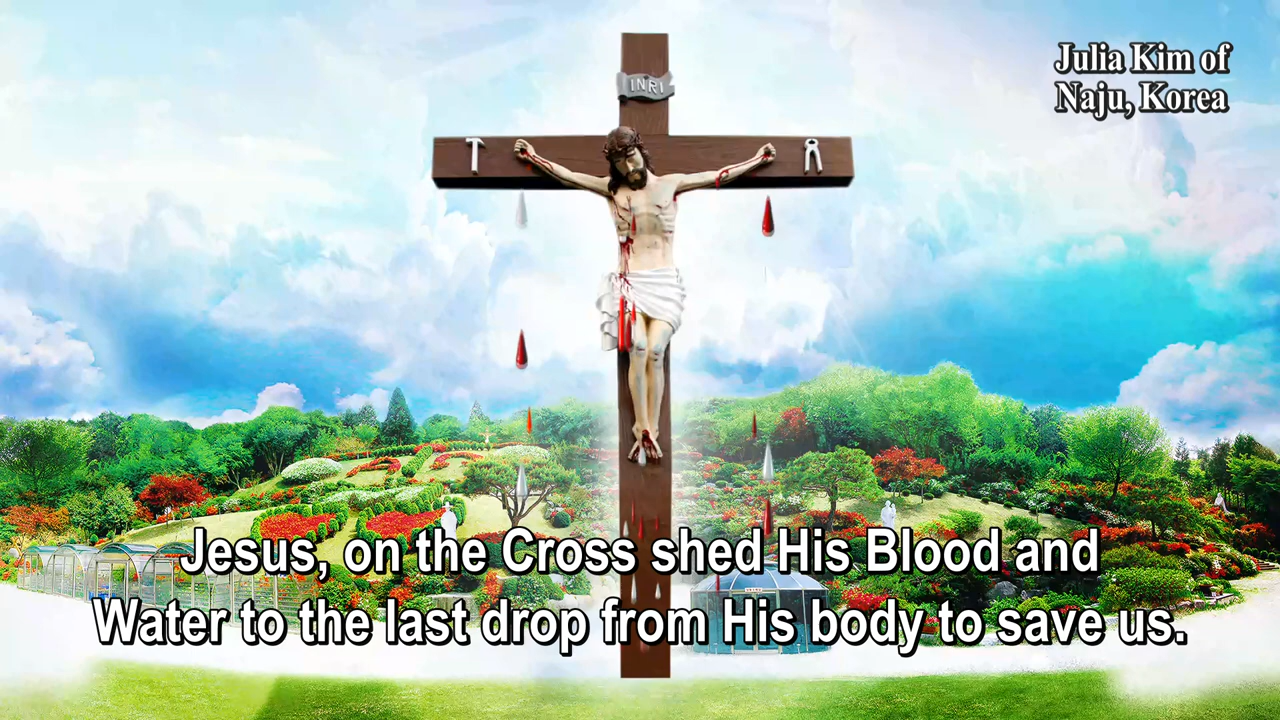 Julia Kim of
Naju, Korea
INRI
Jesus, on the Cross shed His Blood and
Water to the last drop from His body to save us.